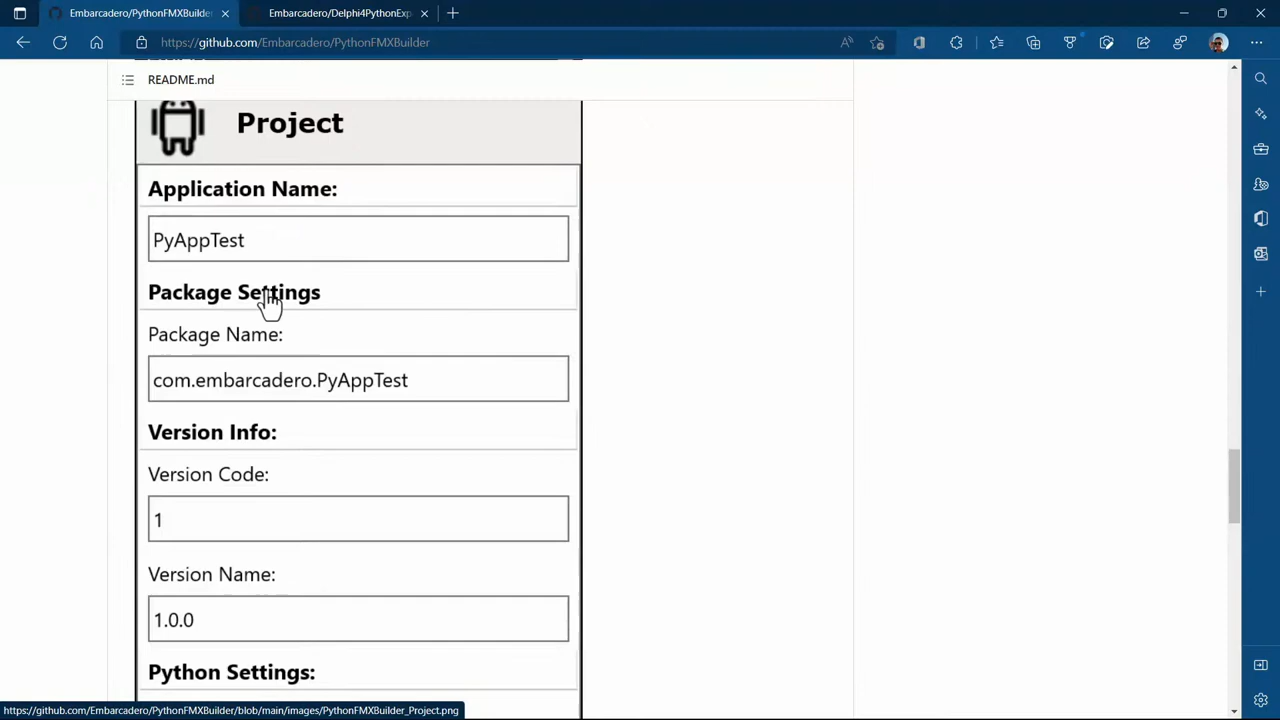 Embarcadero/PythonFMXBuilde
Embarcadero/Delphi4PythonExp
https://github.com/Embarcadero/PythonFMXBuilder
README.md
Project
Application Name:
PyAppTest
Package Settings
Package Name:
com.embarcadero.PyAppTest
Version Info:
Version Code:
1
Version Name:
1.0.0
Python Settings:
https://github.com/Embarcadero/PythonFMXBuilder/blob/main/images/PythonFMXBuilder_Project.png